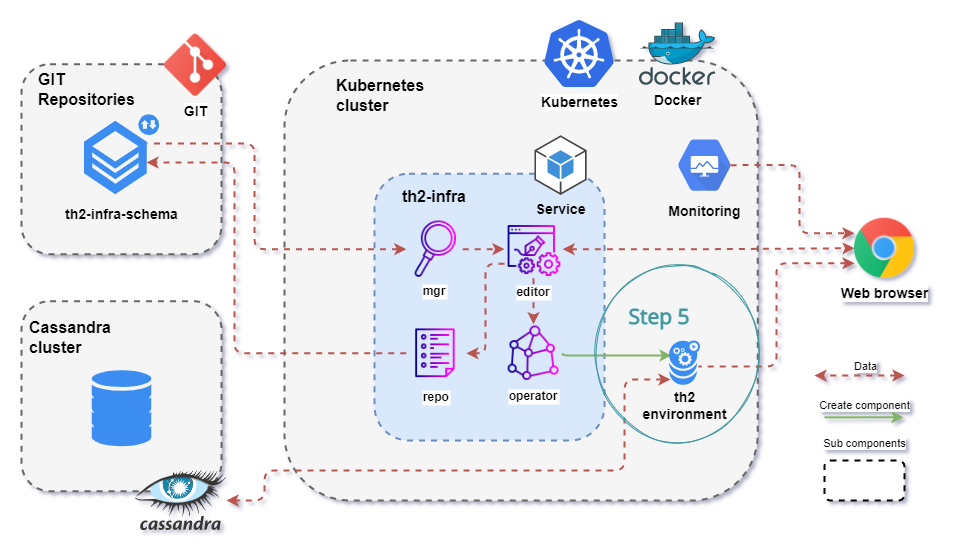 GIT
Repositories
GIT
th2-infra-schema
Kubernetes
cluster
Kubernetes
docker
Docker
th2-infra
Service
Monitoring
mgr
editor
Web browser
Step 5
repo
operator
th2
environment
Cassandra
cluster
cassandra
Data
Create component
Sub components